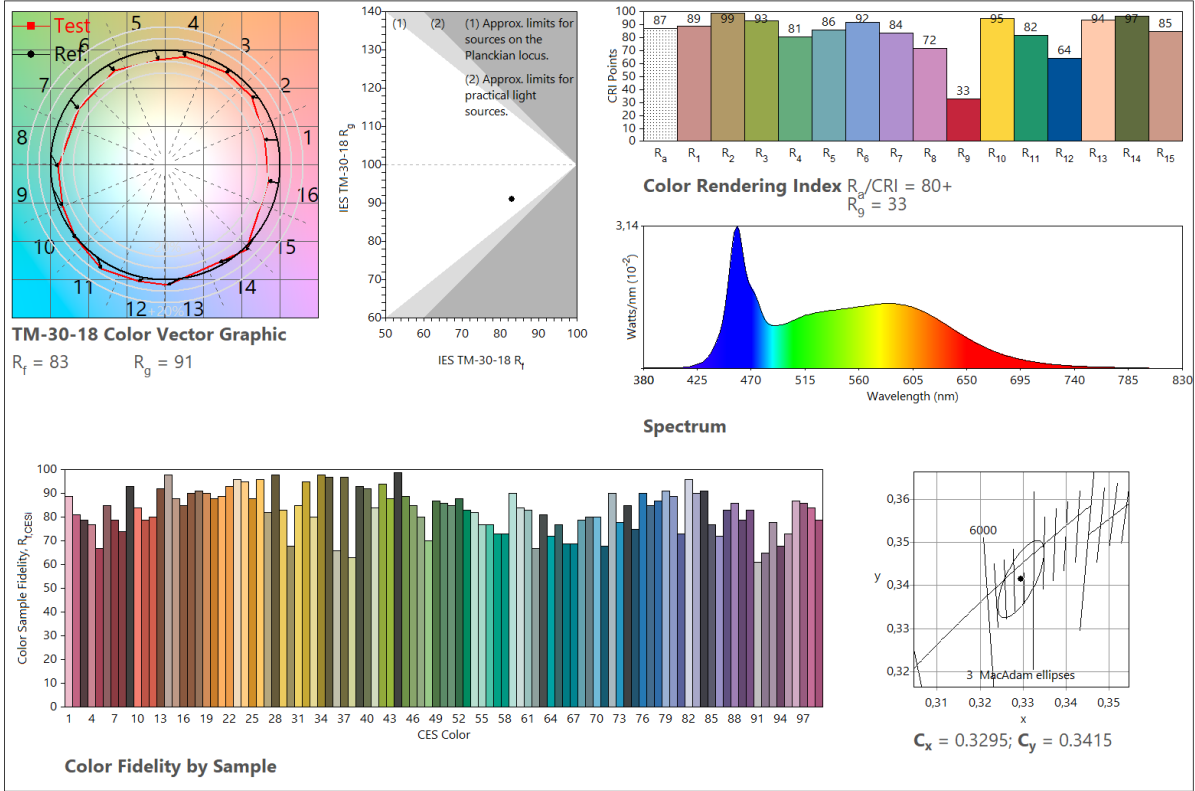 Test
Ref.
1
2
3
4
5
6
7
8
9
10
11
12
13
14
15
16
+20%
TM-30-18 Color Vector Graphic
Rf = 83 Rg = 91
IES TM-30-18 Rg
140
130
120
110
100
90
80
70
60
(1) (2)
(1) Approx. limits for
sources on the
Planckian locus.
(2) Approx. limits for
practical light
sources.
50 60 70 80 90 100
IES TM-30-18 Rf
CRI Points
100
90
80
70
60
50
40
30
20
10
0
87 89 99 93 81 86 92 84 72 33 95 82 64 94 97 85
Ra R1 R2 R3 R4 R5 R6 R7 R8 R9 R10 R11 R12 R13 R14 R15
Color Rendering Index Ra/CRI = 80+
R9 = 33
3,14
Watts/nm (10-2)
380 425 470 515 560 605 650 695 740 785 830
Wavelength (nm)
Spectrum
Color Sample Fidelity, Rf,CESi
100
90
80
70
60
50
40
30
20
10
0
1 4 7 10 13 16 19 22 25 28 31 34 37 40 43 46 49 52 55 58 61 64 67 70 73 76 79 82 85 88 91 94 97
CES Color
Color Fidelity by Sample
0,36
0,35
0,34
0,33
0,32
y
6000
3 MacAdam ellipses
0,31 0,32 0,33 0,34 0,35
x
Cx = 0.3295; Cy = 0.3415